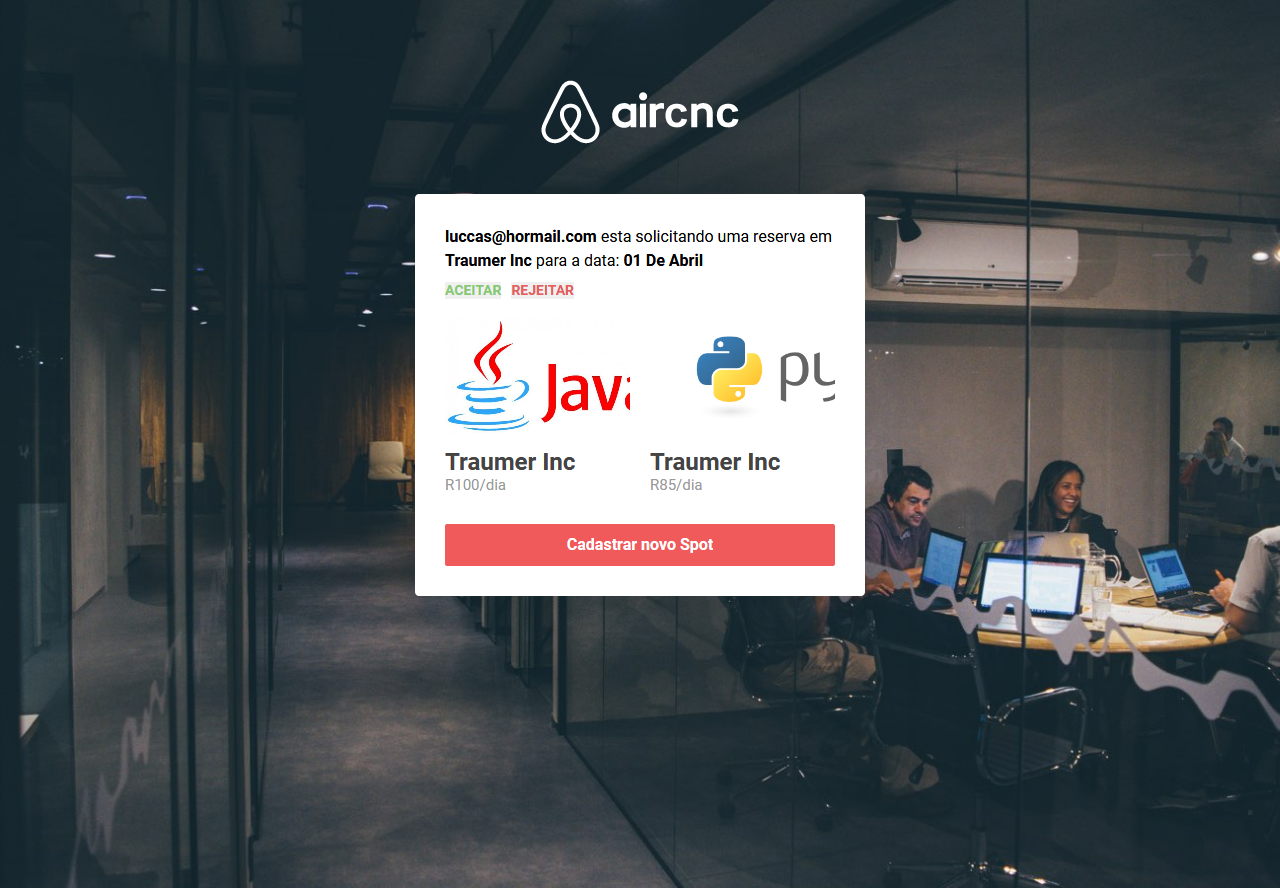 aircnc
luccas@hormail.com esta solicitando uma reserva em
Traumer Inc para a data: 01 De Abril
ACEITAR REJEITAR
Java
py
Traumer Inc Traumer Inc
R100/dia R85/dia
Cadastrar novo Spot